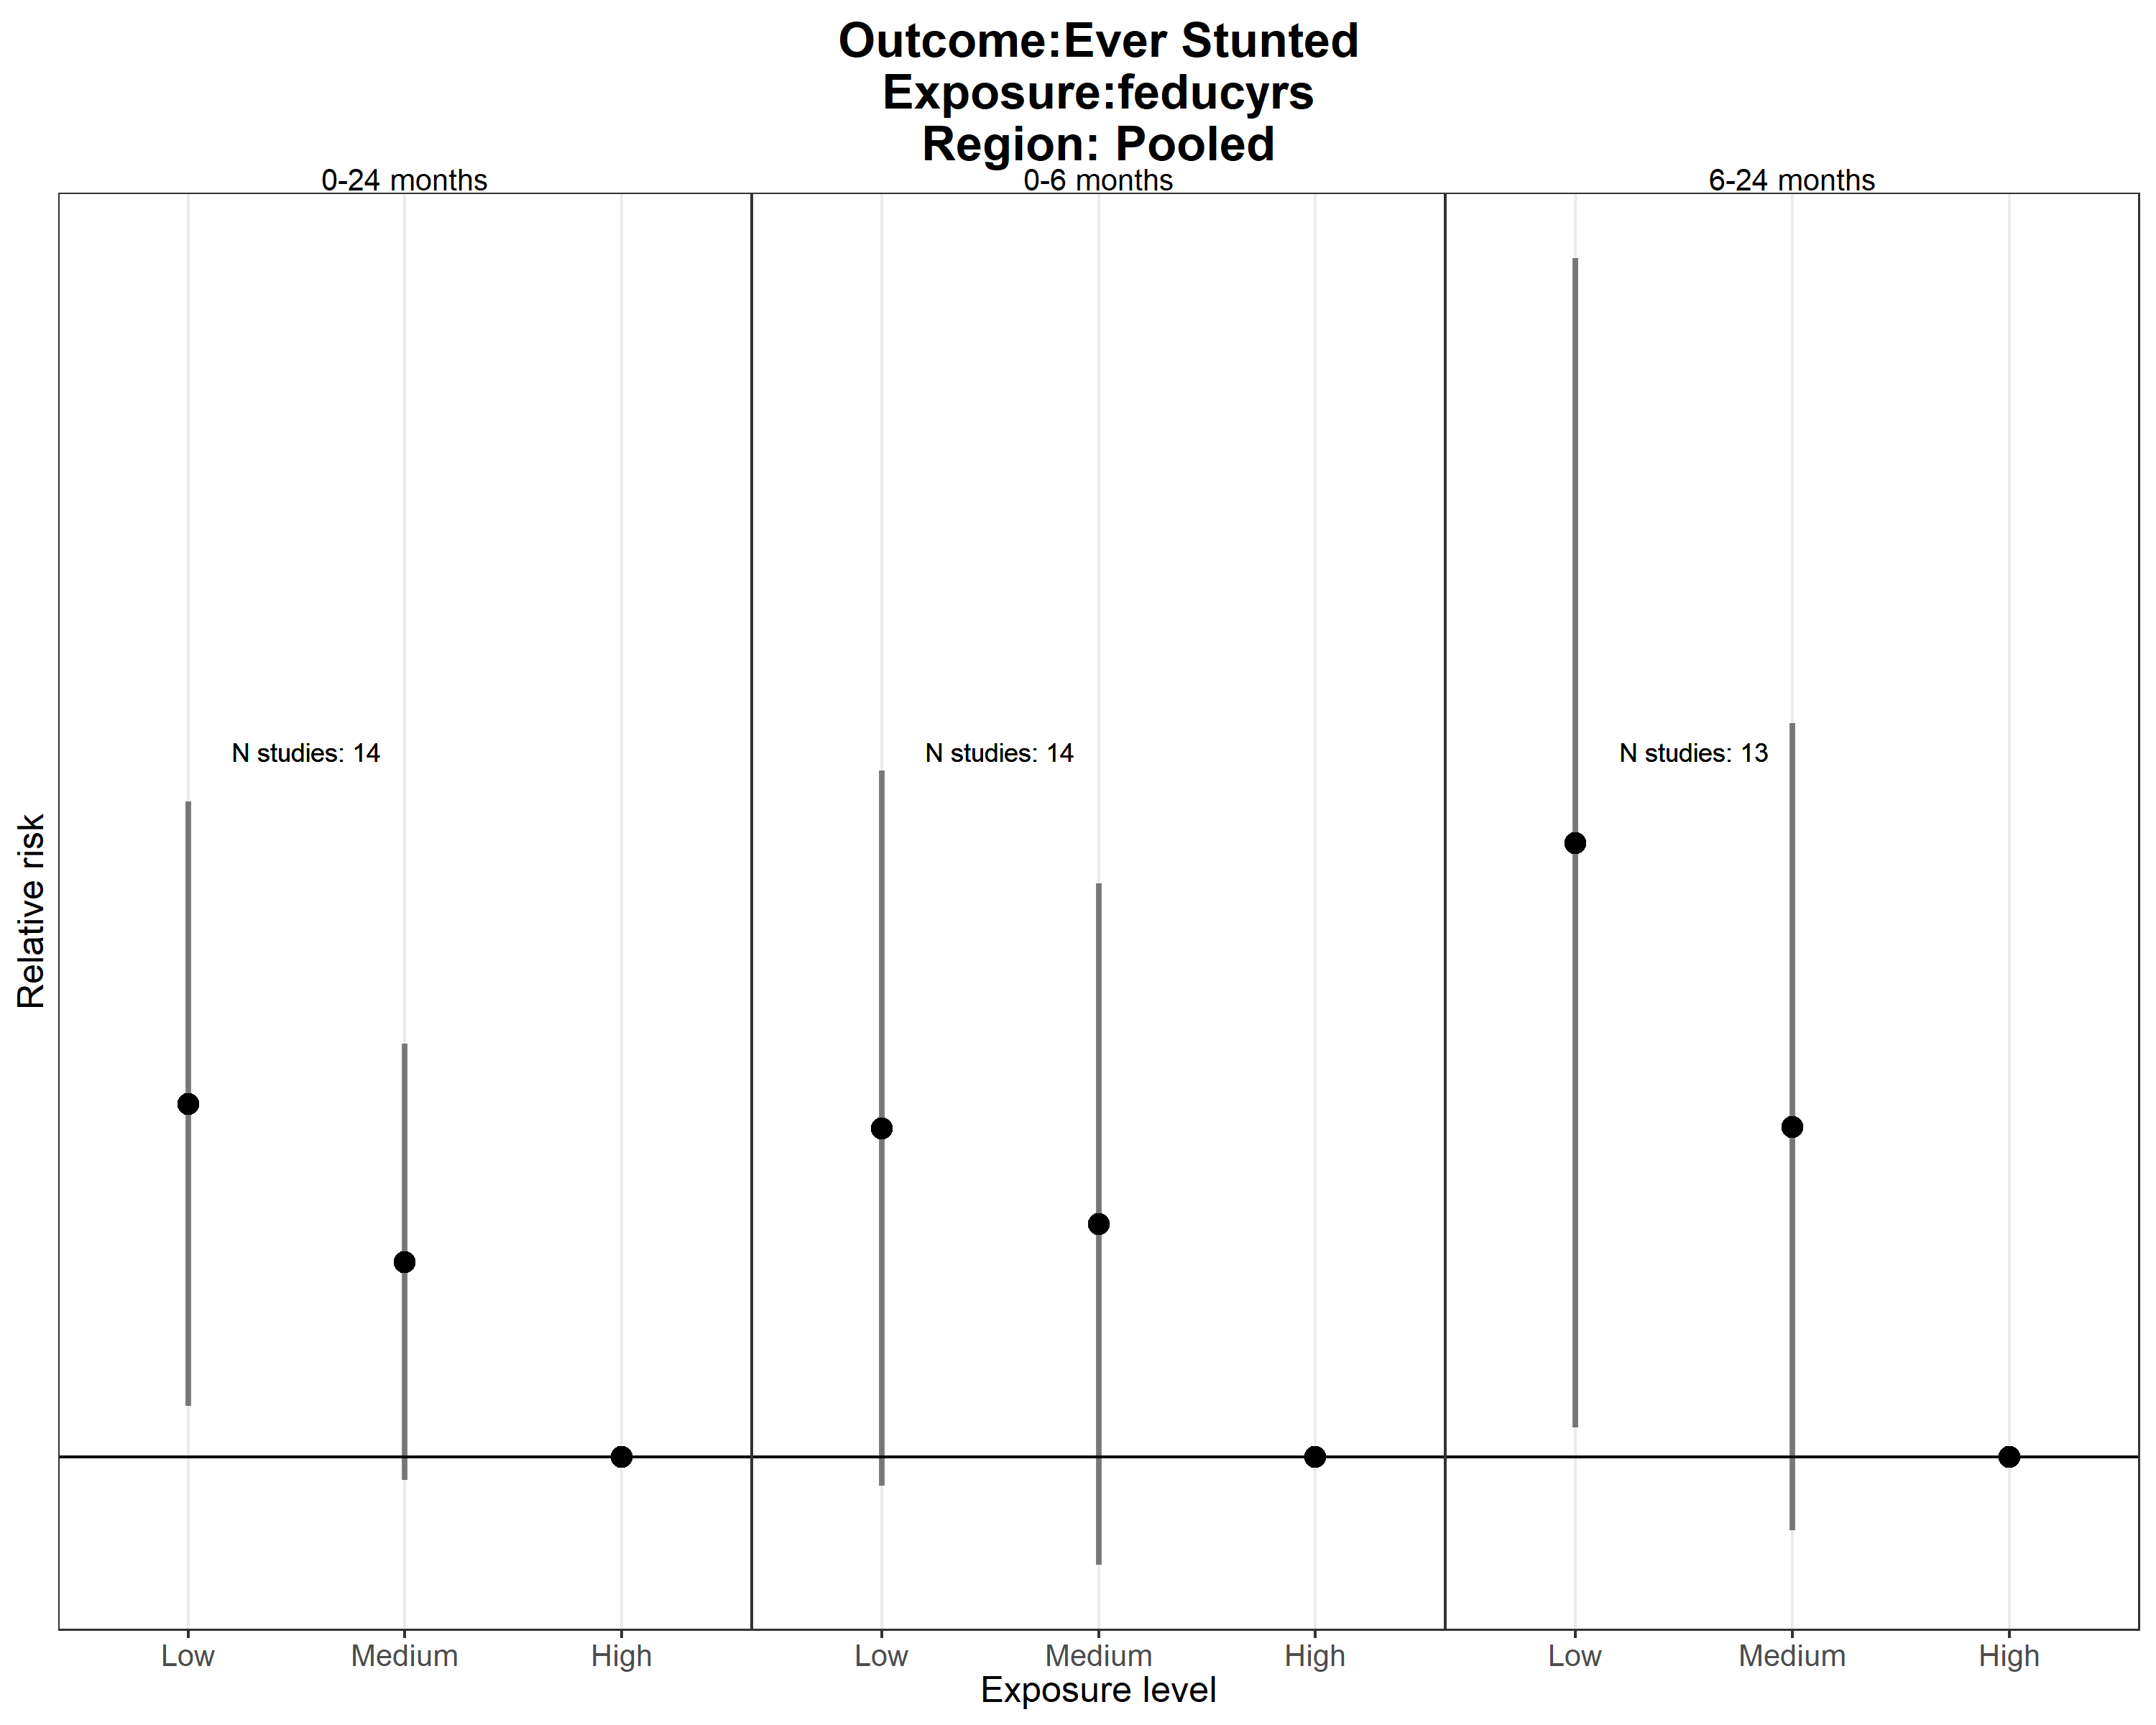 Outcome:Ever Stunted
Exposure:feducyrs
Region: Pooled
0-24 months
0-6 months
6-24 months
N studies: 14
N studies: 14
N studies: 13
Relative risk
Low Medium High Low Medium High Low Medium High
Exposure level